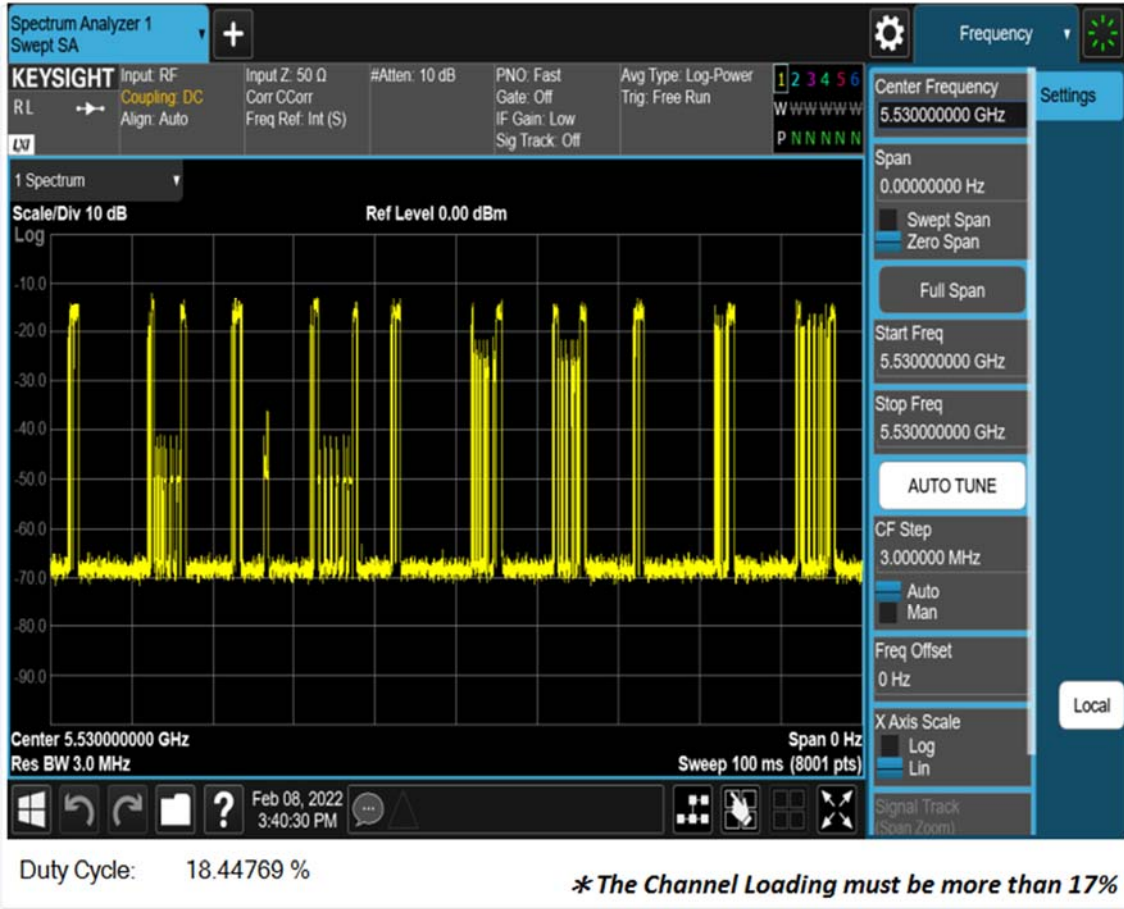 Spectrum Analyzer 1
Swept SA
+
Frequency
KEYSIGHT
RL
LXI
Input: RF
Coupling: DC
Align: Auto
Input Z: 50 Ω
Corr CCorr
Freq Ref: Int (S)
#Atten: 10 dB
PNO: Fast
Gate: Off
IF Gain: Low
Sig Track: Off
Avg Type: Log-Power
Trig: Free Run
1 2 3 4 5 6
W W W W W W
P N N N N N
Center Frequency
5.530000000 GHz
Settings
Span
0.00000000 Hz
Swept Span
Zero Span
Full Span
Start Freq
5.530000000 GHz
Stop Freq
5.530000000 GHz
AUTO TUNE
CF Step
3.000000 MHz
Auto
Man
Freq Offset
0 Hz
X Axis Scale
Log
Lin
Signal Track
(Span Zoom)
Local
1 Spectrum
Scale/Div 10 dB
Ref Level 0.00 dBm
Log
-10.0
-20.0
-30.0
-40.0
-50.0
-60.0
-70.0
-80.0
-90.0
Center 5.530000000 GHz
Span 0 Hz
Res BW 3.0 MHz
Sweep 100 ms (8001 pts)
?
Feb 08, 2022
3:40:30 PM
Duty Cycle: 18.44769 %
* The Channel Loading must be more than 17%